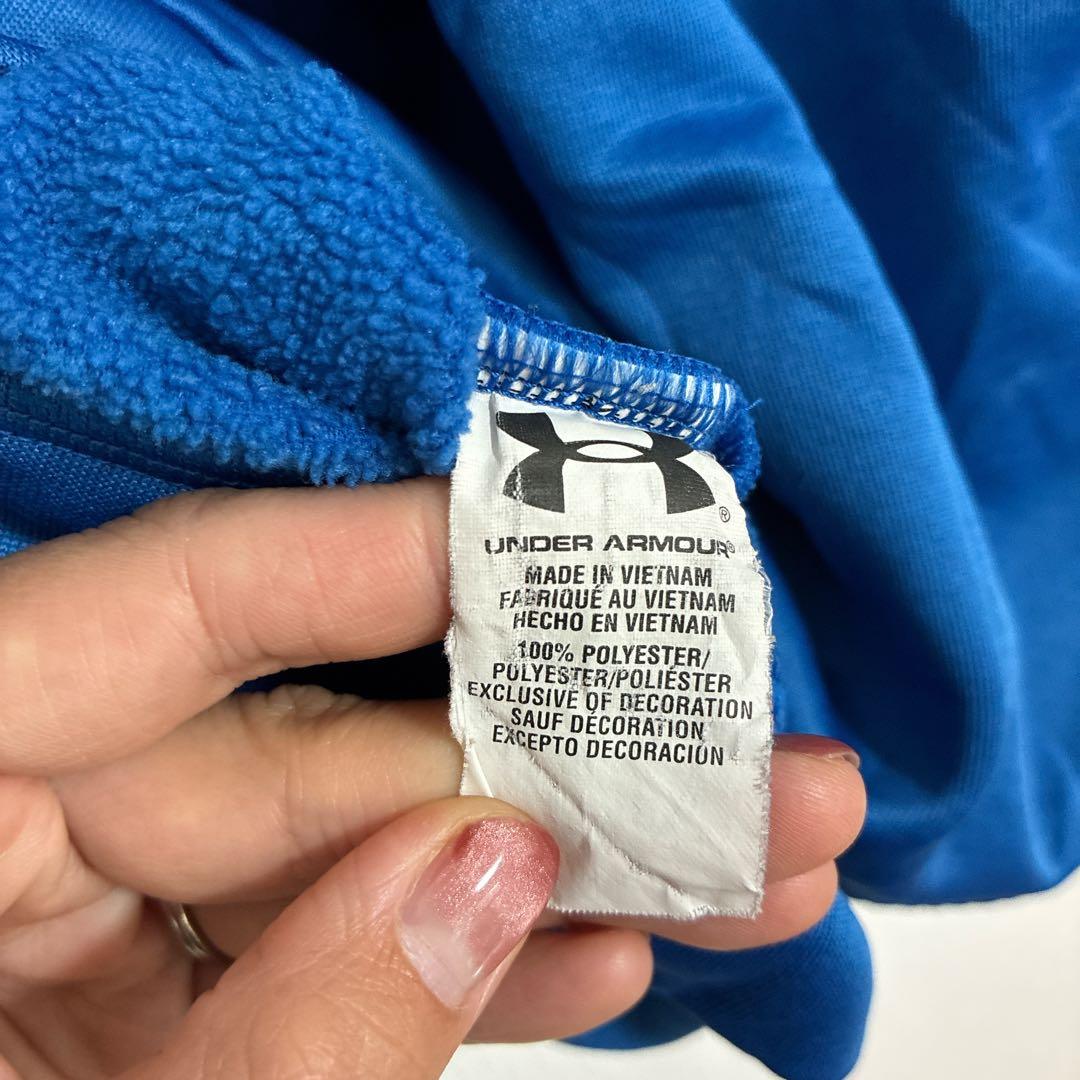 ®
UNDER ARMOUR®
MADE IN VIETNAM
FABRIQUÉ AU VIETNAM
HECHO EN VIETNAM
100% POLYESTER/
POLYESTER/POLIÉSTER
EXCLUSIVE OF DECORATION
SAUF DÉCORATION
EXCEPTO DECORACIÓN